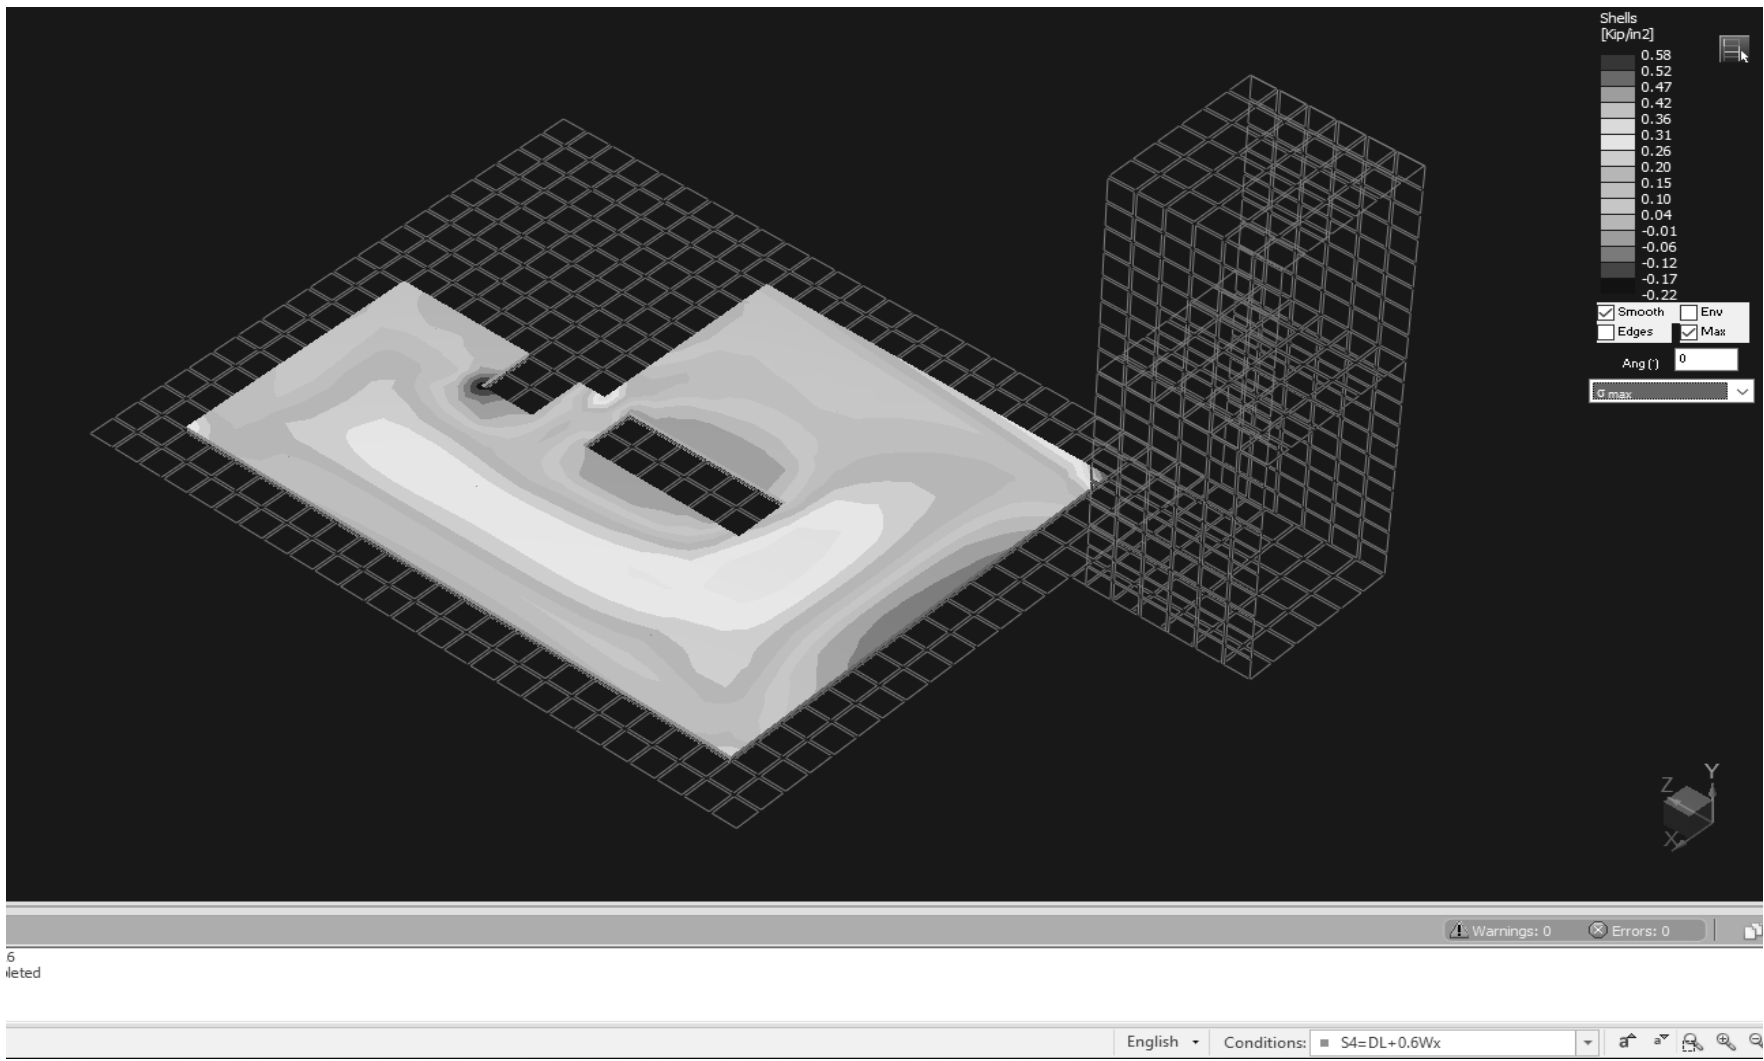 Shells
[Kip/in2]
0.58
0.52
0.47
0.42
0.36
0.31
0.26
0.20
0.15
0.10
0.04
-0.01
-0.06
-0.12
-0.17
-0.22
Smooth Env
Edges Max
Ang(°) 0
σ max
Y
Z
X
Warnings: 0 Errors: 0
.6
leted
English Conditions: S4=DL+0.6Wx a a